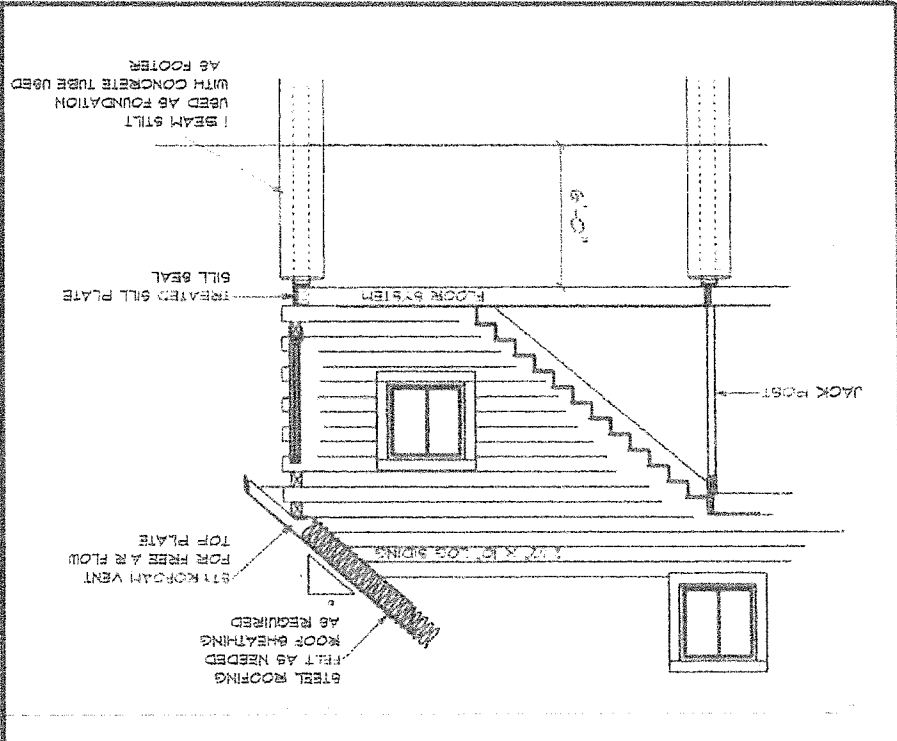 STEEL ROOFING
FELT AS NEEDED
ROOF SHEATHING
AS REQUIRED
X 10" LOG SIDING
STYROFOAM VENT
FOR FREE AIR FLOW
TOP PLATE
JACK POST
FLOOR SYSTEM
TREATED SILL PLATE
SILL SEAL
6'-0"
I BEAM STILT
USED AS FOUNDATION
WITH CONCRETE TUBE USED
AS FOOTER